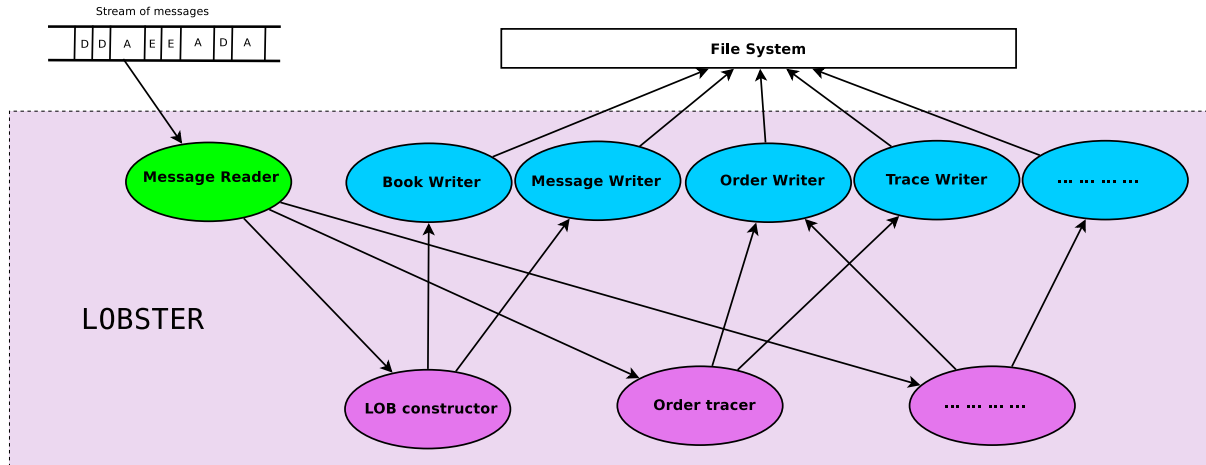 Stream of messages
D D A E E A D A
File System
Message Reader
Book Writer
Message Writer
Order Writer
Trace Writer
... ... ... ...
LOBSTER
LOB constructor
Order tracer
... ... ... ...